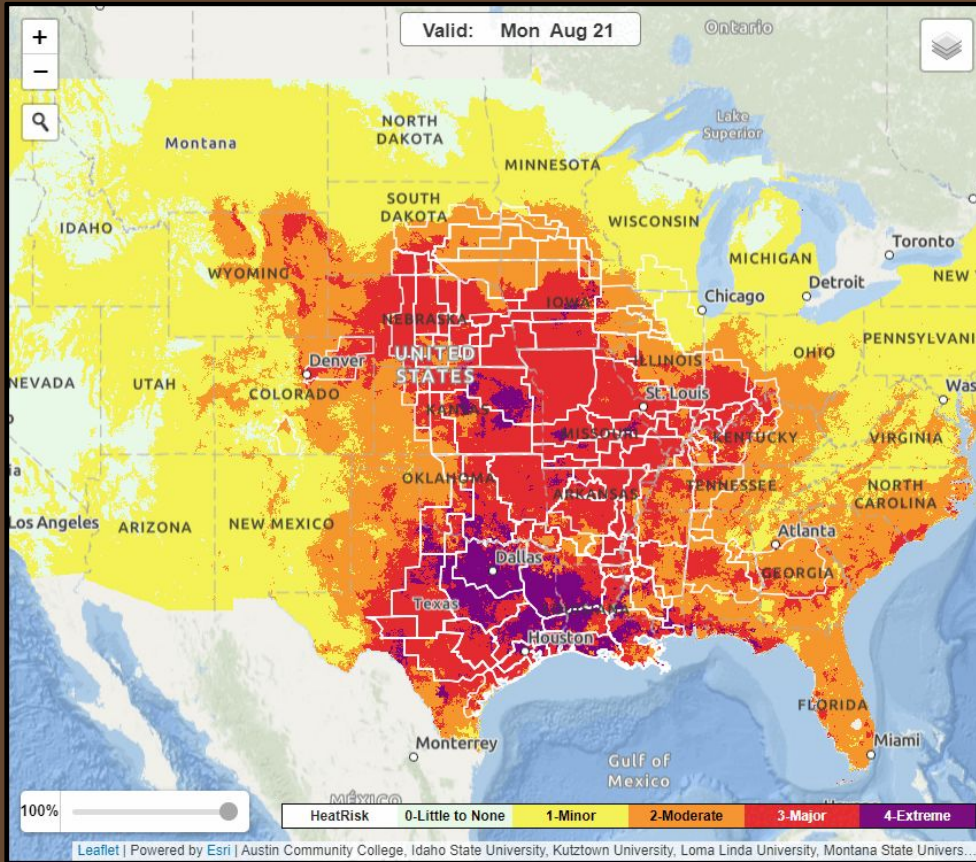 +
−
Valid: Mon Aug 21
Ontario
Lake
Superior
NORTH
DAKOTA
Montana
MINNESOTA
SOUTH
DAKOTA
WISCONSIN
IDAHO
Toronto
MICHIGAN
NEW
WYOMING
Detroit
Chicago
IOWA
NEBRASKA
PENNSYLVANI
OHIO
UNITED
STATES
ILLINOIS
Denver
NEVADA
UTAH
COLORADO
Was
St. Louis
KANSAS
MISSOURI
KENTUCKY
VIRGINIA
ia
OKLAHOMA
TENNESSEE
NORTH
CAROLINA
ARKANSAS
Los Angeles
ARIZONA
NEW MEXICO
Atlanta
Dallas
GEORGIA
Texas
LOUISIANA
Houston
FLORIDA
Monterrey
Miami
Gulf of
Mexico
MÉXICO
100%
HeatRisk 0-Little to None 1-Minor 2-Moderate 3-Major 4-Extreme
Leaflet | Powered by Esri | Austin Community College, Idaho State University, Kutztown University, Loma Linda University, Montana State Univers...